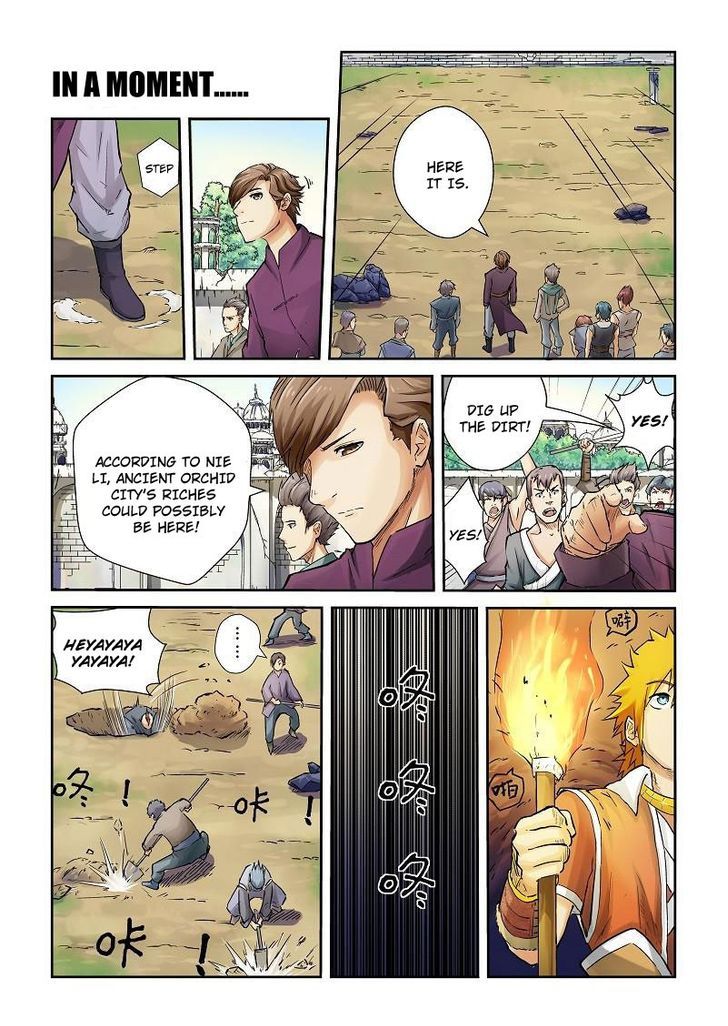 IN A MOMENT......
STEP
HERE
IT IS.
ACCORDING TO NIE
LI, ANCIENT ORCHID
CITY'S RICHES
COULD POSSIBLY
BE HERE!
DIG UP
THE DIRT!
YES!
YES!
HEYAYAYA
YAYAYA!
......
咚 !
咔 !
咔
咚
咚
咚
噼
啪